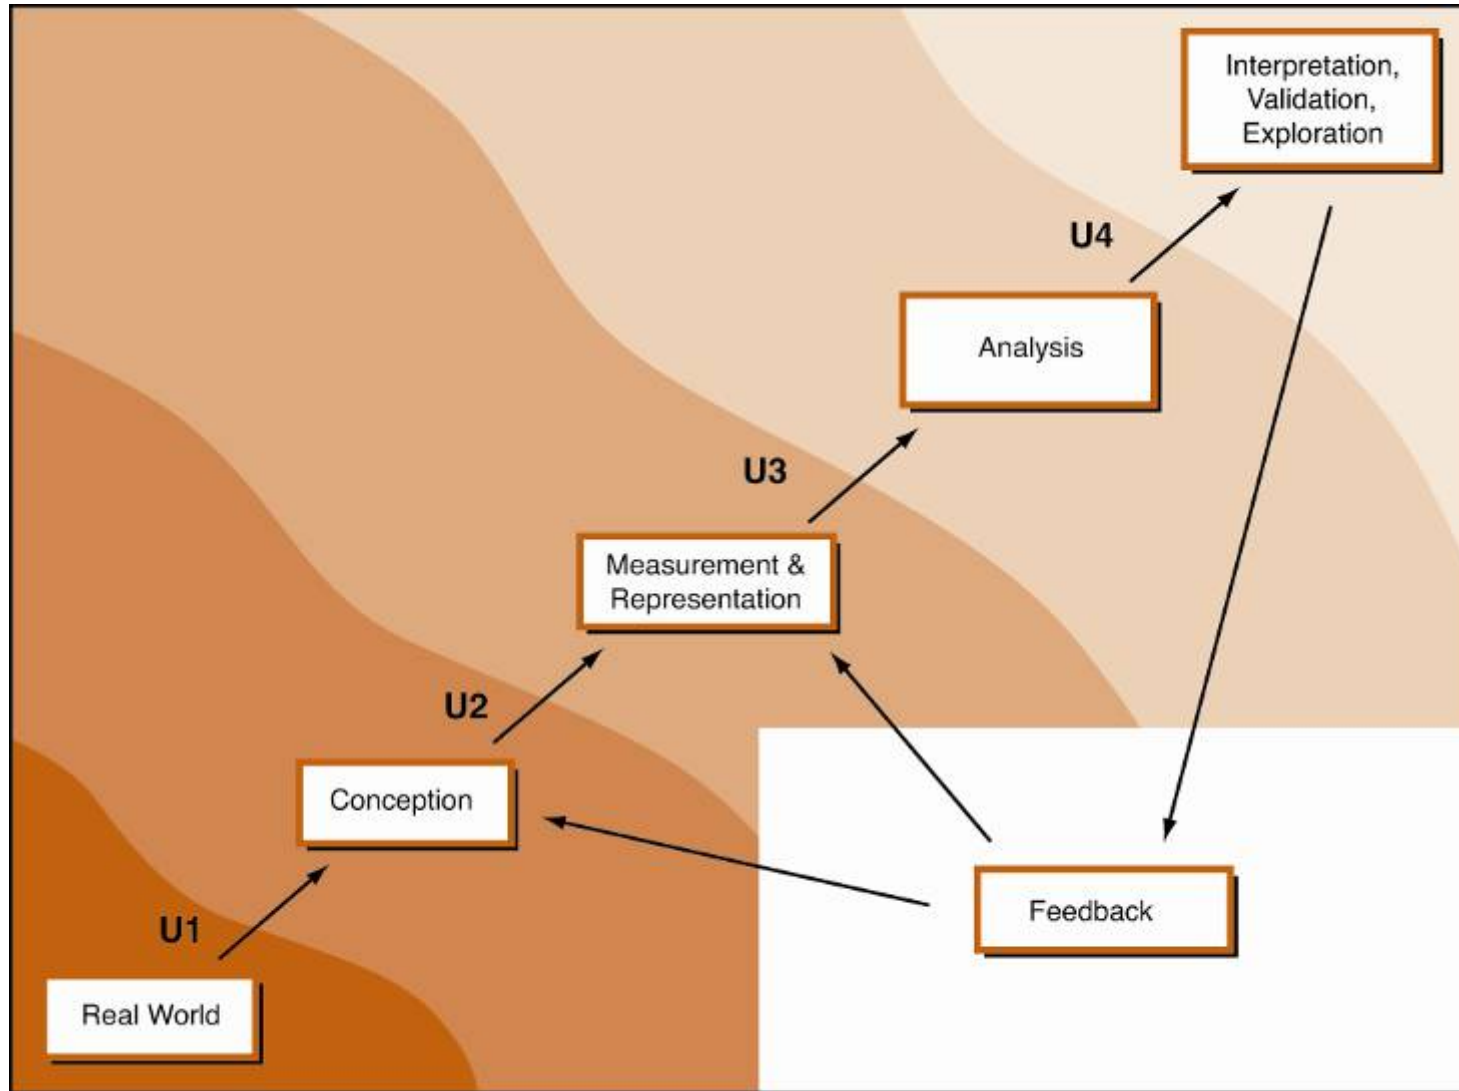 Interpretation,
Validation,
Exploration
U4
Analysis
U3
Measurement &
Representation
U2
Conception
Feedback
U1
Real World